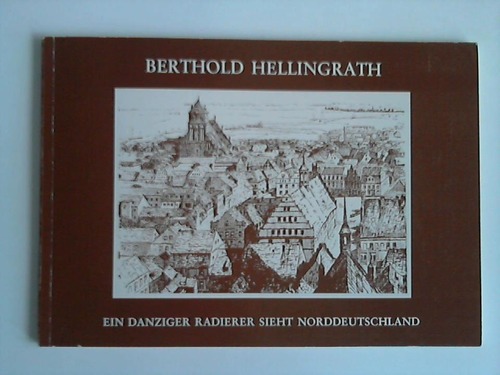 BERTHOLD HELLINGRATH
EIN DANZIGER RADIERER SIEHT NORDDEUTSCHLAND